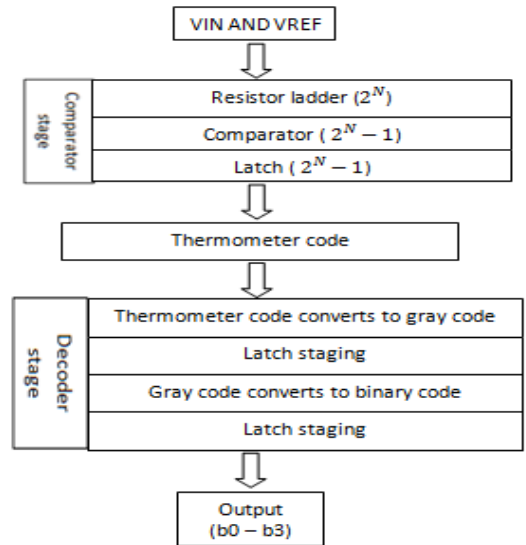 VIN AND VREF
Comparator
stage
Resistor ladder (2^N)
Comparator ( 2^N − 1)
Latch ( 2^N − 1)
Thermometer code
Decoder
stage
Thermometer code converts to gray code
Latch staging
Gray code converts to binary code
Latch staging
Output
(b0 – b3)